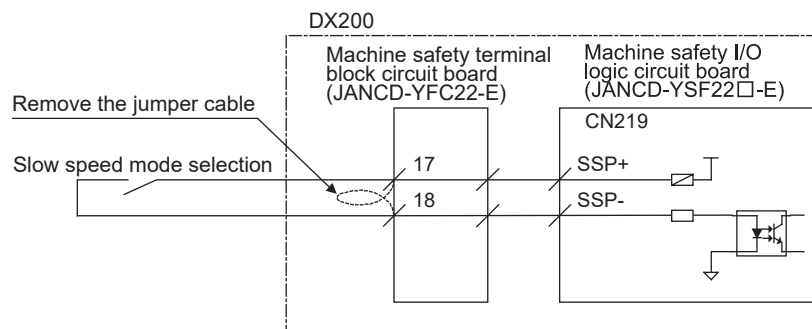 DX200
Machine safety terminal
block circuit board
(JANCD-YFC22-E)
Machine safety I/O
logic circuit board
(JANCD-YSF22□-E)
Remove the jumper cable
CN219
Slow speed mode selection
17
SSP+
18
SSP-